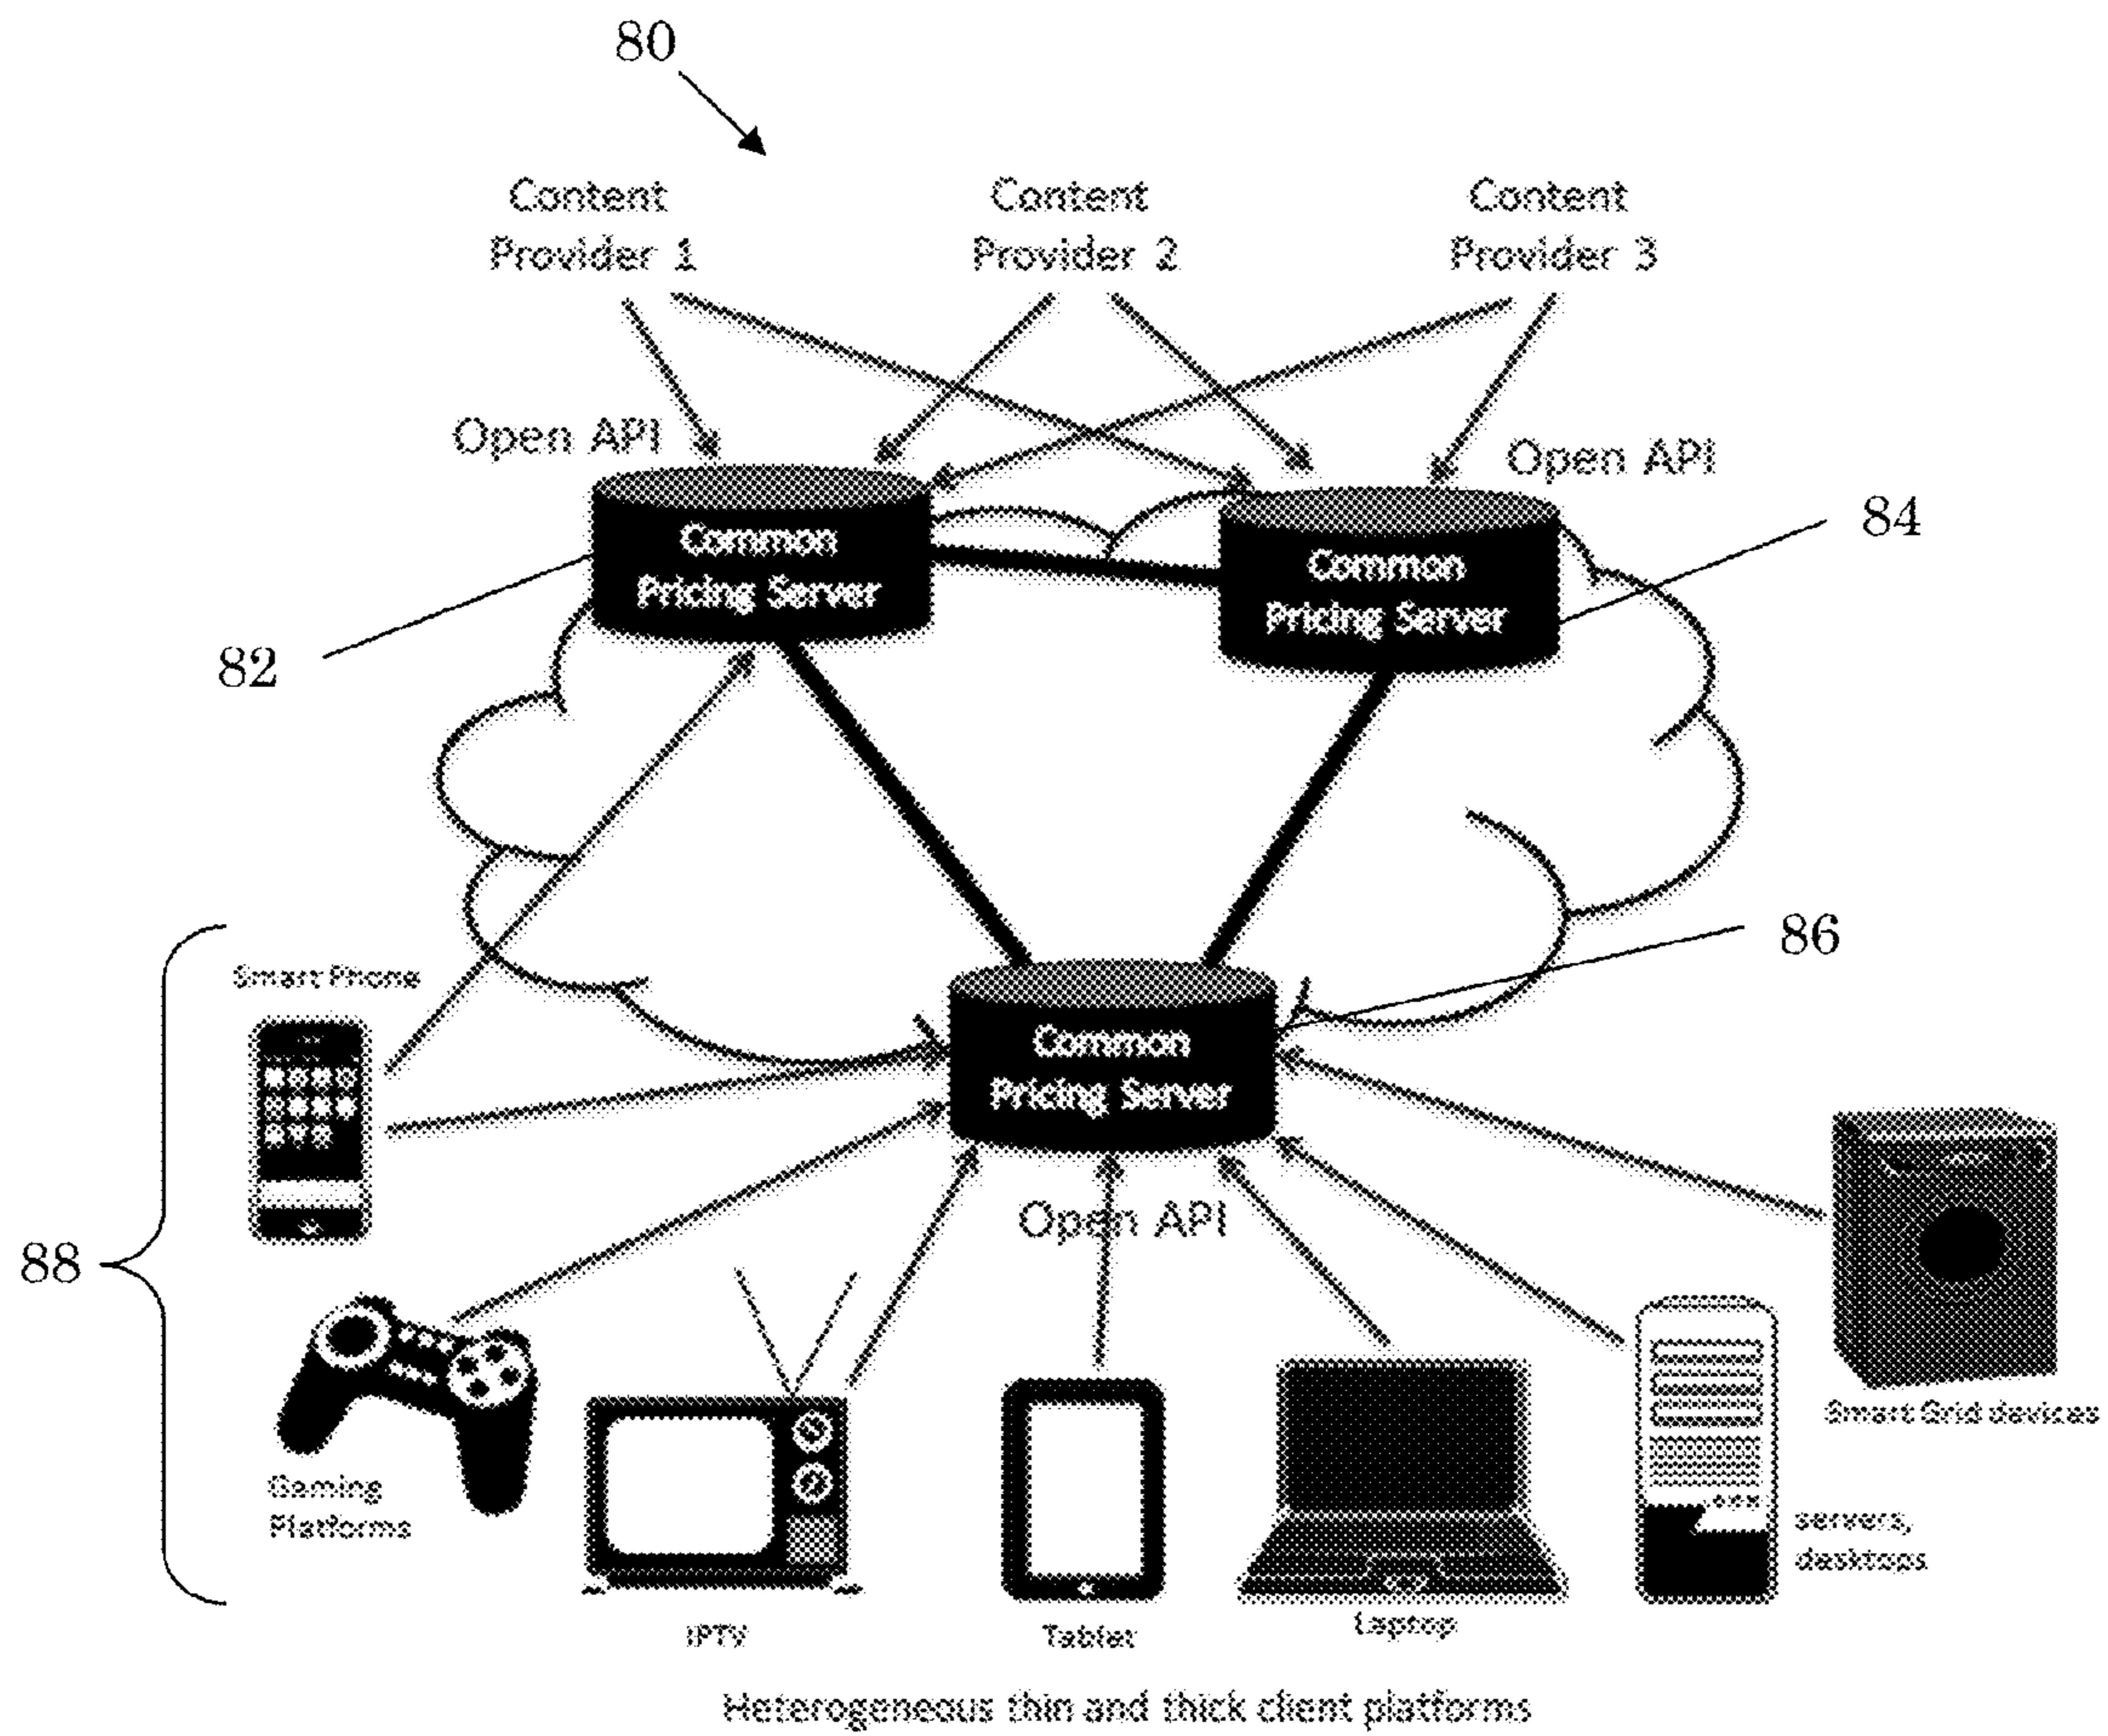 80
Content
Provider 1
Content
Provider 2
Content
Provider 3
Open API
Open API
Common
Pricing Server
Common
Pricing Server
84
82
86
Smart Phone
Common
Pricing Server
Open API
88
Smart Grid devices
Gaming
Platforms
servers,
desktops
IPTV
Tablet
Laptop
Heterogeneous thin and thick client platforms